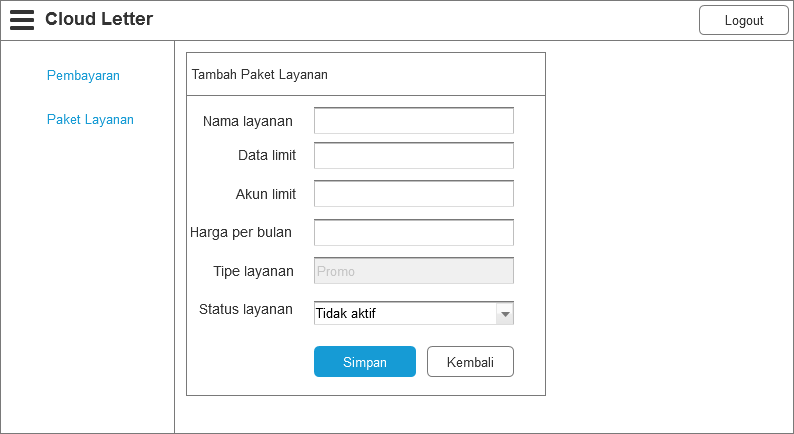 Cloud Letter
Logout
Pembayaran
Paket Layanan
Tambah Paket Layanan
Nama layanan
Data limit
Akun limit
Harga per bulan
Tipe layanan Promo
Status layanan Tidak aktif
Simpan Kembali